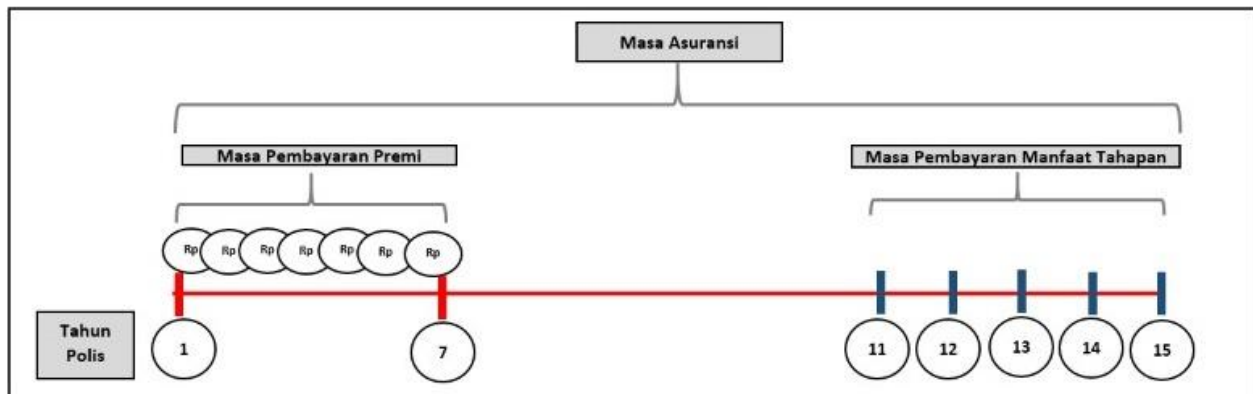 Masa Asuransi
Masa Pembayaran Premi
Masa Pembayaran Manfaat Tahapan
Rp Rp Rp Rp Rp Rp Rp
Tahun
Polis
1 7 11 12 13 14 15